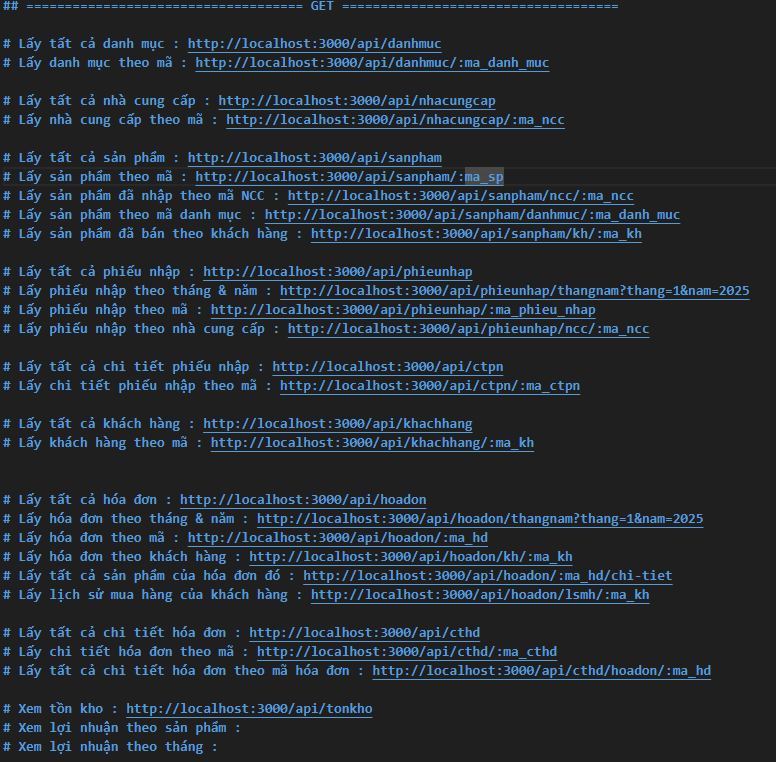 ## ==================================== GET ====================================
# Lấy tất cả danh mục : http://localhost:3000/api/danhmuc
# Lấy danh mục theo mã : http://localhost:3000/api/danhmuc/:ma_danh_muc
# Lấy tất cả nhà cung cấp : http://localhost:3000/api/nhacungcap
# Lấy nhà cung cấp theo mã : http://localhost:3000/api/nhacungcap/:ma_ncc
# Lấy tất cả sản phẩm : http://localhost:3000/api/sanpham
# Lấy sản phẩm theo mã : http://localhost:3000/api/sanpham/:ma_sp
# Lấy sản phẩm đã nhập theo mã NCC : http://localhost:3000/api/sanpham/ncc/:ma_ncc
# Lấy sản phẩm theo mã danh mục : http://localhost:3000/api/sanpham/danhmuc/:ma_danh_muc
# Lấy sản phẩm đã bán theo khách hàng : http://localhost:3000/api/sanpham/kh/:ma_kh
# Lấy tất cả phiếu nhập : http://localhost:3000/api/phieunhap
# Lấy phiếu nhập theo tháng & năm : http://localhost:3000/api/phieunhap/thangnam?thang=1&nam=2025
# Lấy phiếu nhập theo mã : http://localhost:3000/api/phieunhap/:ma_phieu_nhap
# Lấy phiếu nhập theo nhà cung cấp : http://localhost:3000/api/phieunhap/ncc/:ma_ncc
# Lấy tất cả chi tiết phiếu nhập : http://localhost:3000/api/ctpn
# Lấy chi tiết phiếu nhập theo mã : http://localhost:3000/api/ctpn/:ma_ctpn
# Lấy tất cả khách hàng : http://localhost:3000/api/khachhang
# Lấy khách hàng theo mã : http://localhost:3000/api/khachhang/:ma_kh
# Lấy tất cả hóa đơn : http://localhost:3000/api/hoadon
# Lấy hóa đơn theo tháng & năm : http://localhost:3000/api/hoadon/thangnam?thang=1&nam=2025
# Lấy hóa đơn theo mã : http://localhost:3000/api/hoadon/:ma_hd
# Lấy hóa đơn theo khách hàng : http://localhost:3000/api/hoadon/kh/:ma_kh
# Lấy tất cả sản phẩm của hóa đơn đó : http://localhost:3000/api/hoadon/:ma_hd/chi-tiet
# Lấy lịch sử mua hàng của khách hàng : http://localhost:3000/api/hoadon/lsmh/:ma_kh
# Lấy tất cả chi tiết hóa đơn : http://localhost:3000/api/cthd
# Lấy chi tiết hóa đơn theo mã : http://localhost:3000/api/cthd/:ma_cthd
# Lấy tất cả chi tiết hóa đơn theo mã hóa đơn : http://localhost:3000/api/cthd/hoadon/:ma_hd
# Xem tồn kho : http://localhost:3000/api/tonkho
# Xem lợi nhuận theo sản phẩm :
# Xem lợi nhuận theo tháng :